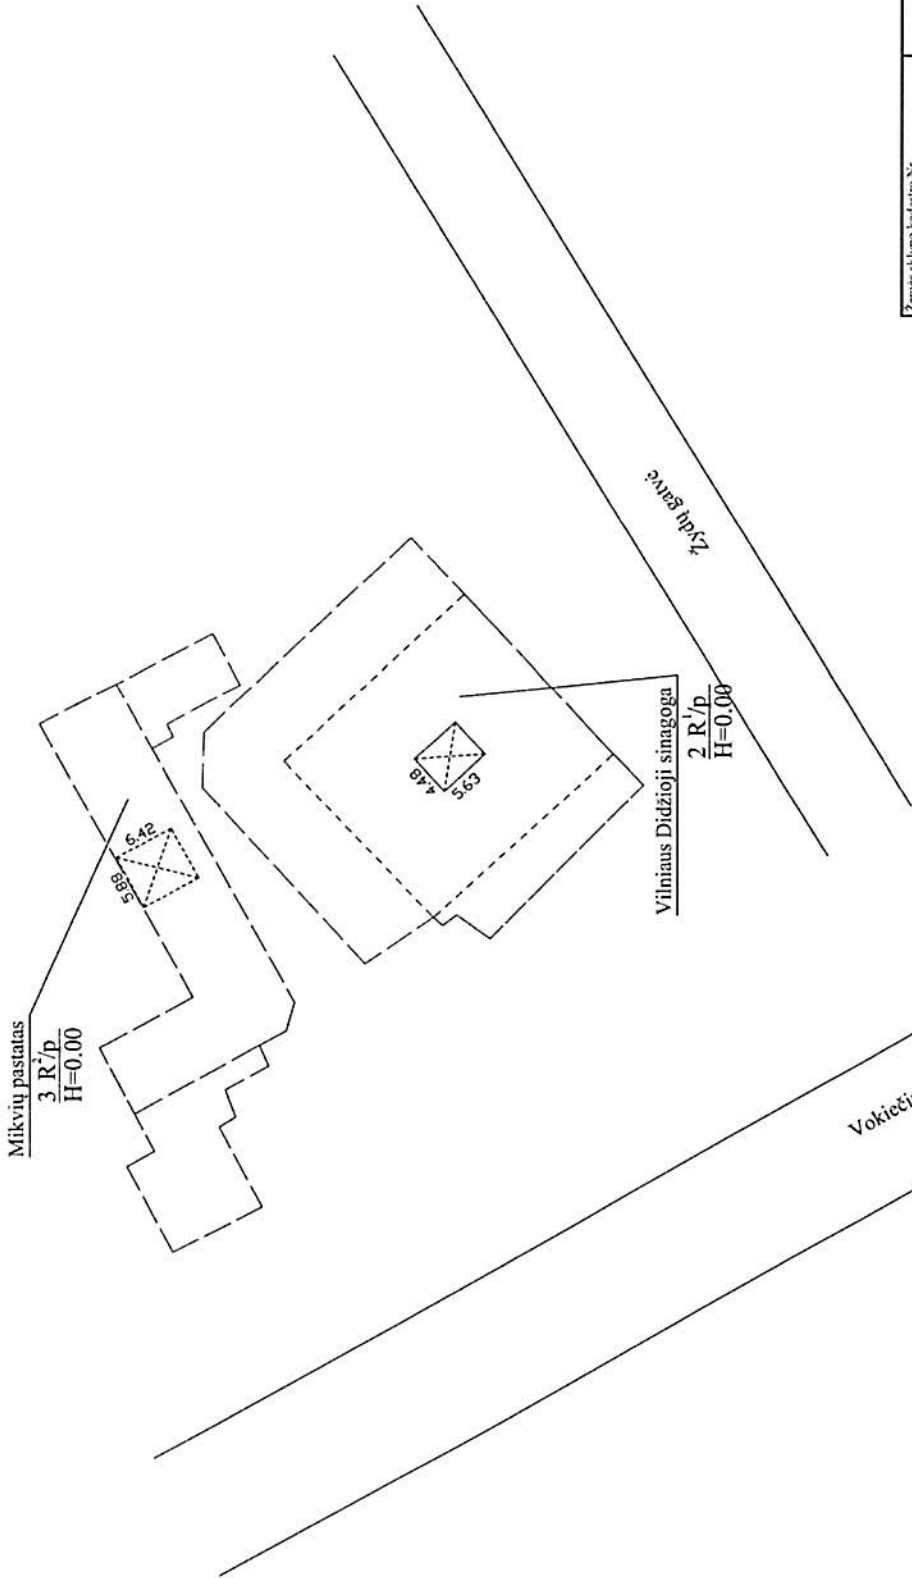 Mikvių pastatas
3 R²/p
H=0.00
5.88
6.42
4.48
5.63
Vilniaus Didžioji sinagoga
2 R¹/p
H=0.00
Žydų gatvė